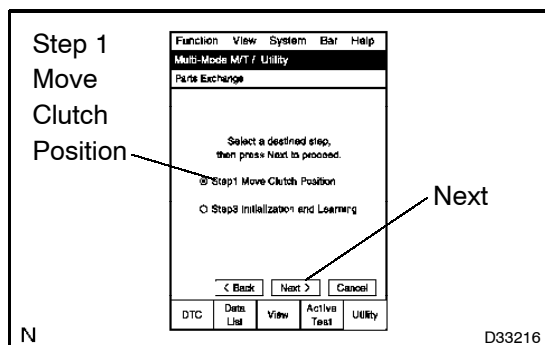 Step 1
Move
Clutch
Position
Function View System Bar Help
Multi-Mode M/T / Utility
Parts Exchange
Select a destined step,
then press Next to proceed.
Step1 Move Clutch Position
Step3 Initialization and Learning
Next
< Back Next > Cancel
DTC Data List View Active Test Utility
N
D33216